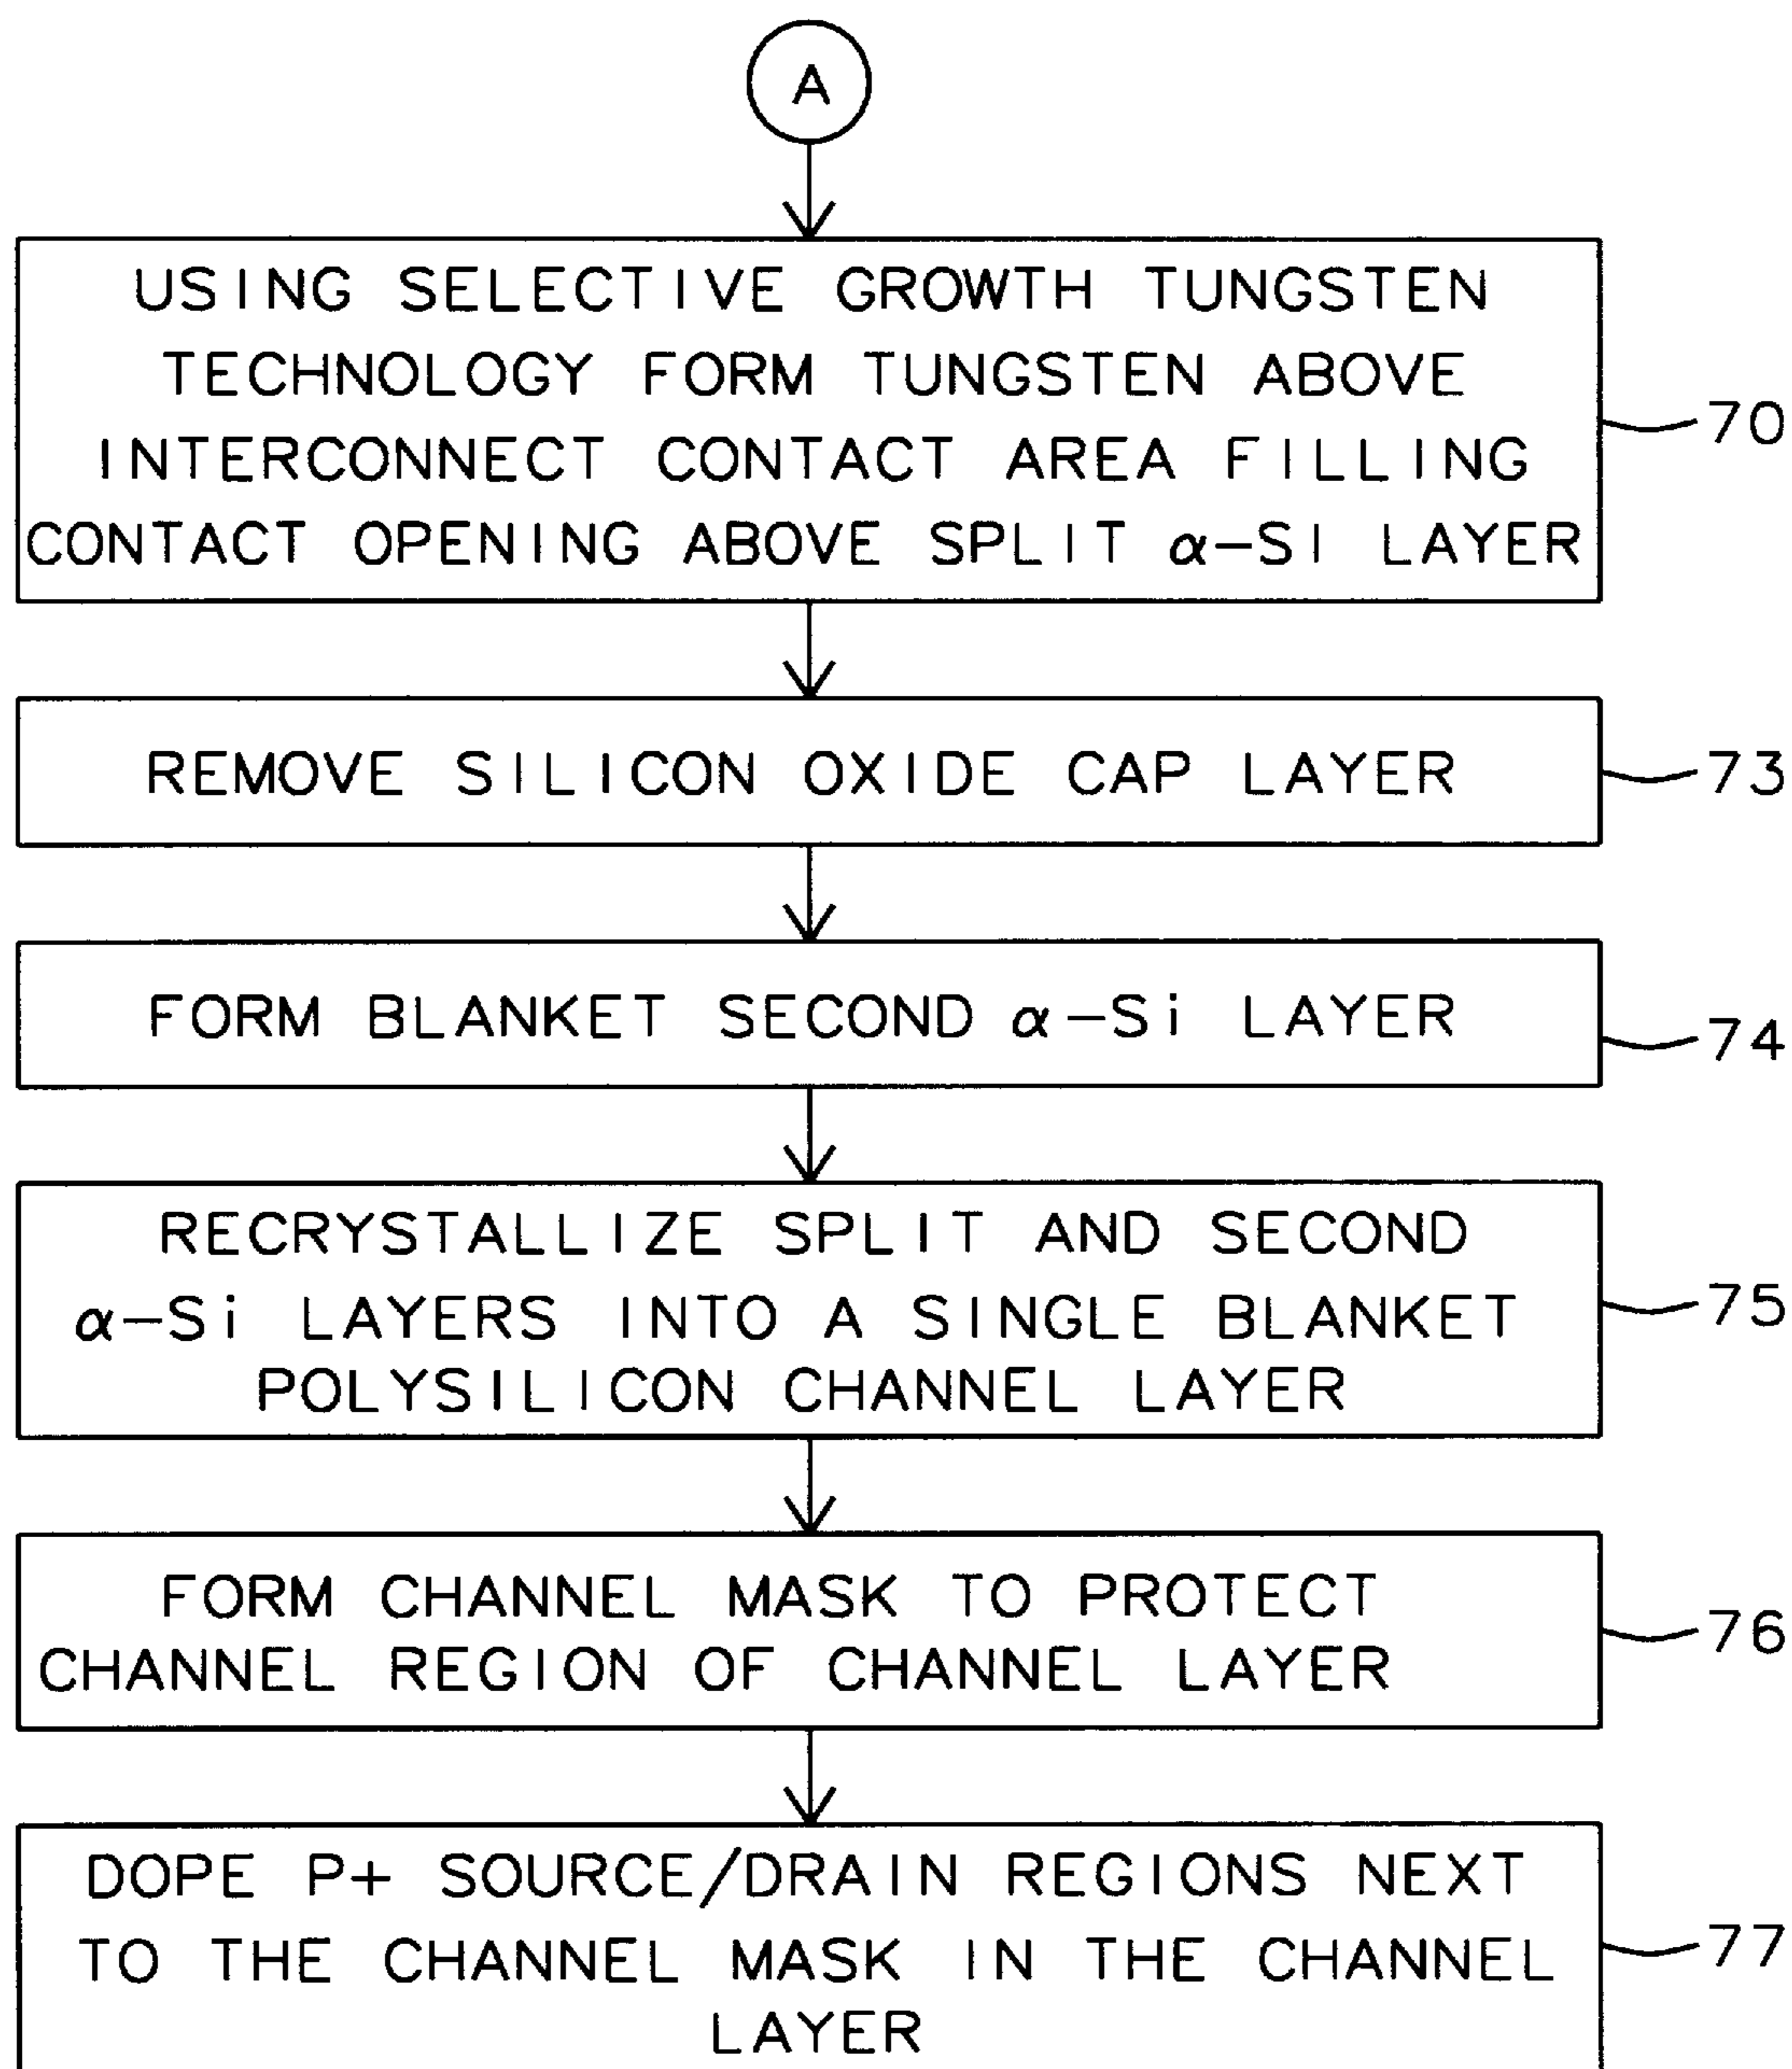 A
USING SELECTIVE GROWTH TUNGSTEN
TECHNOLOGY FORM TUNGSTEN ABOVE
INTERCONNECT CONTACT AREA FILLING
CONTACT OPENING ABOVE SPLIT α-SI LAYER
70
REMOVE SILICON OXIDE CAP LAYER
73
FORM BLANKET SECOND α-Si LAYER
74
RECRYSTALLIZE SPLIT AND SECOND
α-Si LAYERS INTO A SINGLE BLANKET
POLYSILICON CHANNEL LAYER
75
FORM CHANNEL MASK TO PROTECT
CHANNEL REGION OF CHANNEL LAYER
76
DOPE P+ SOURCE/DRAIN REGIONS NEXT
TO THE CHANNEL MASK IN THE CHANNEL
LAYER
77